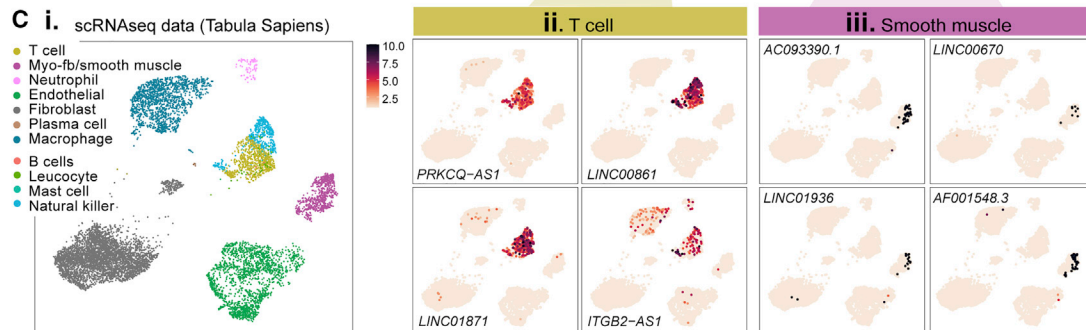 C i. scRNAseq data (Tabula Sapiens)
T cell
Myo-fb/smooth muscle
Neutrophil
Endothelial
Fibroblast
Plasma cell
Macrophage
B cells
Leucocyte
Mast cell
Natural killer
10.0
7.5
5.0
2.5
ii. T cell
PRKCQ-AS1
LINC00861
LINC01871
ITGB2-AS1
iii. Smooth muscle
AC093390.1
LINC00670
LINC01936
AF001548.3